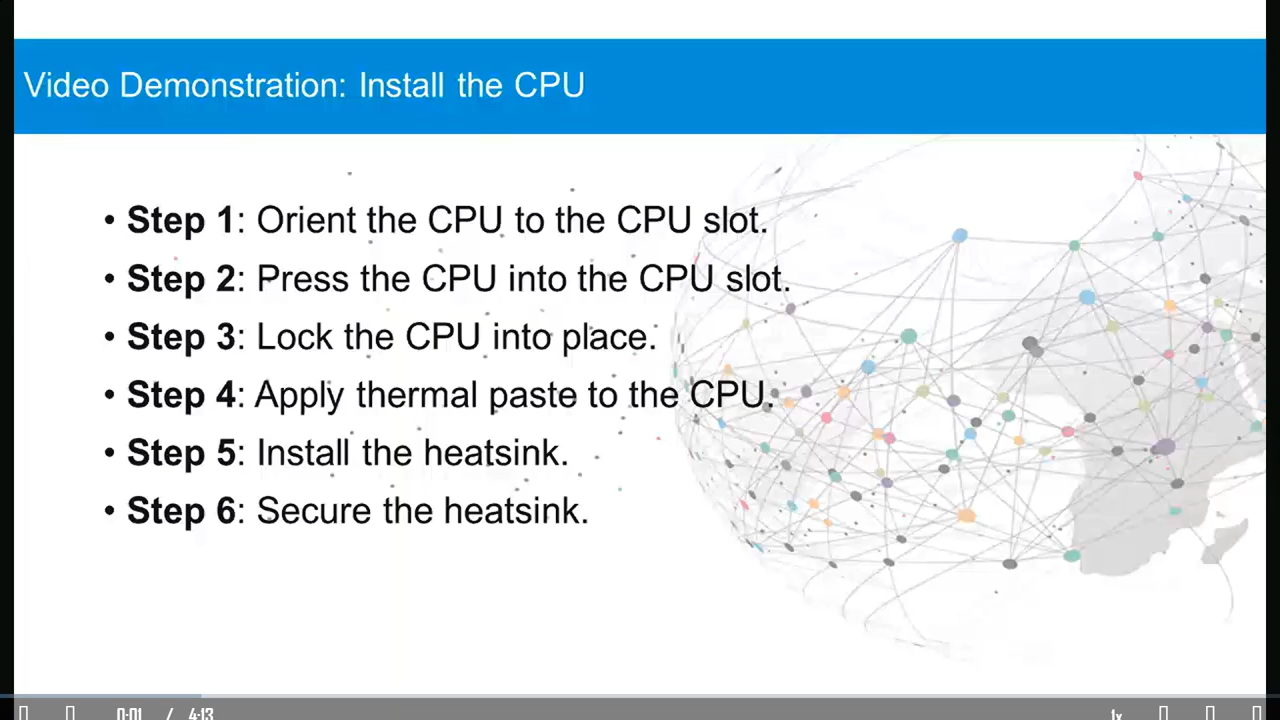 Video Demonstration: Install the CPU
• Step 1: Orient the CPU to the CPU slot.
• Step 2: Press the CPU into the CPU slot.
• Step 3: Lock the CPU into place.
• Step 4: Apply thermal paste to the CPU.
• Step 5: Install the heatsink.
• Step 6: Secure the heatsink.
0:01 / 4:13 1x